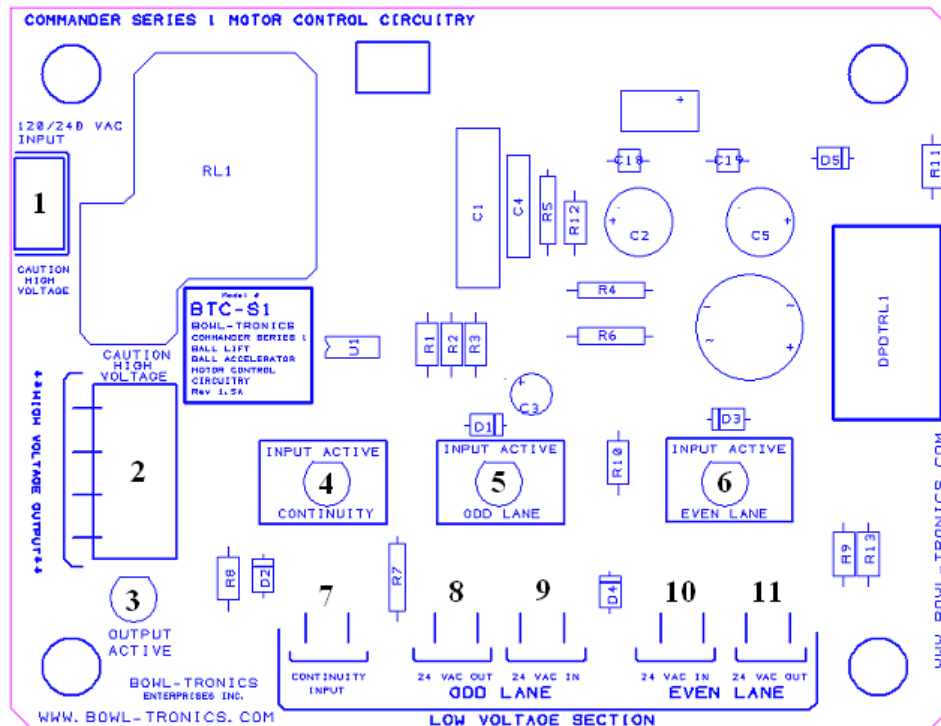 COMMANDER SERIES 1 MOTOR CONTROL CIRCUITRY
120/240 VAC
INPUT
1
CAUTION
HIGH
VOLTAGE
RL1
Model #
BTC-S1
BOWL-TRONICS
COMMANDER SERIES 1
BALL LIFT
BALL ACCELERATOR
MOTOR CONTROL
CIRCUITRY
Rev 1.5A
C1
C4
R5
R12
C18
C19
D5
R11
+
+ C2
C5 +
R4
R6
~ -
~ +
DPDTRL1
U1
R1
R2
R3
+
C3
D1
D3
R10
CAUTION
HIGH
VOLTAGE
**HIGH VOLTAGE OUTPUT**
2
INPUT ACTIVE
4
CONTINUITY
INPUT ACTIVE
5
ODD LANE
INPUT ACTIVE
6
EVEN LANE
3
OUTPUT
ACTIVE
R8
D2
R7
D4
R9
R13
7
8
9
10
11
CONTINUITY
INPUT
24 VAC OUT
24 VAC IN
ODD LANE
24 VAC IN
24 VAC OUT
EVEN LANE
LOW VOLTAGE SECTION
BOWL-TRONICS
ENTERPRISES INC.
WWW.BOWL-TRONICS.COM
WWW.BOWL-TRONICS.COM